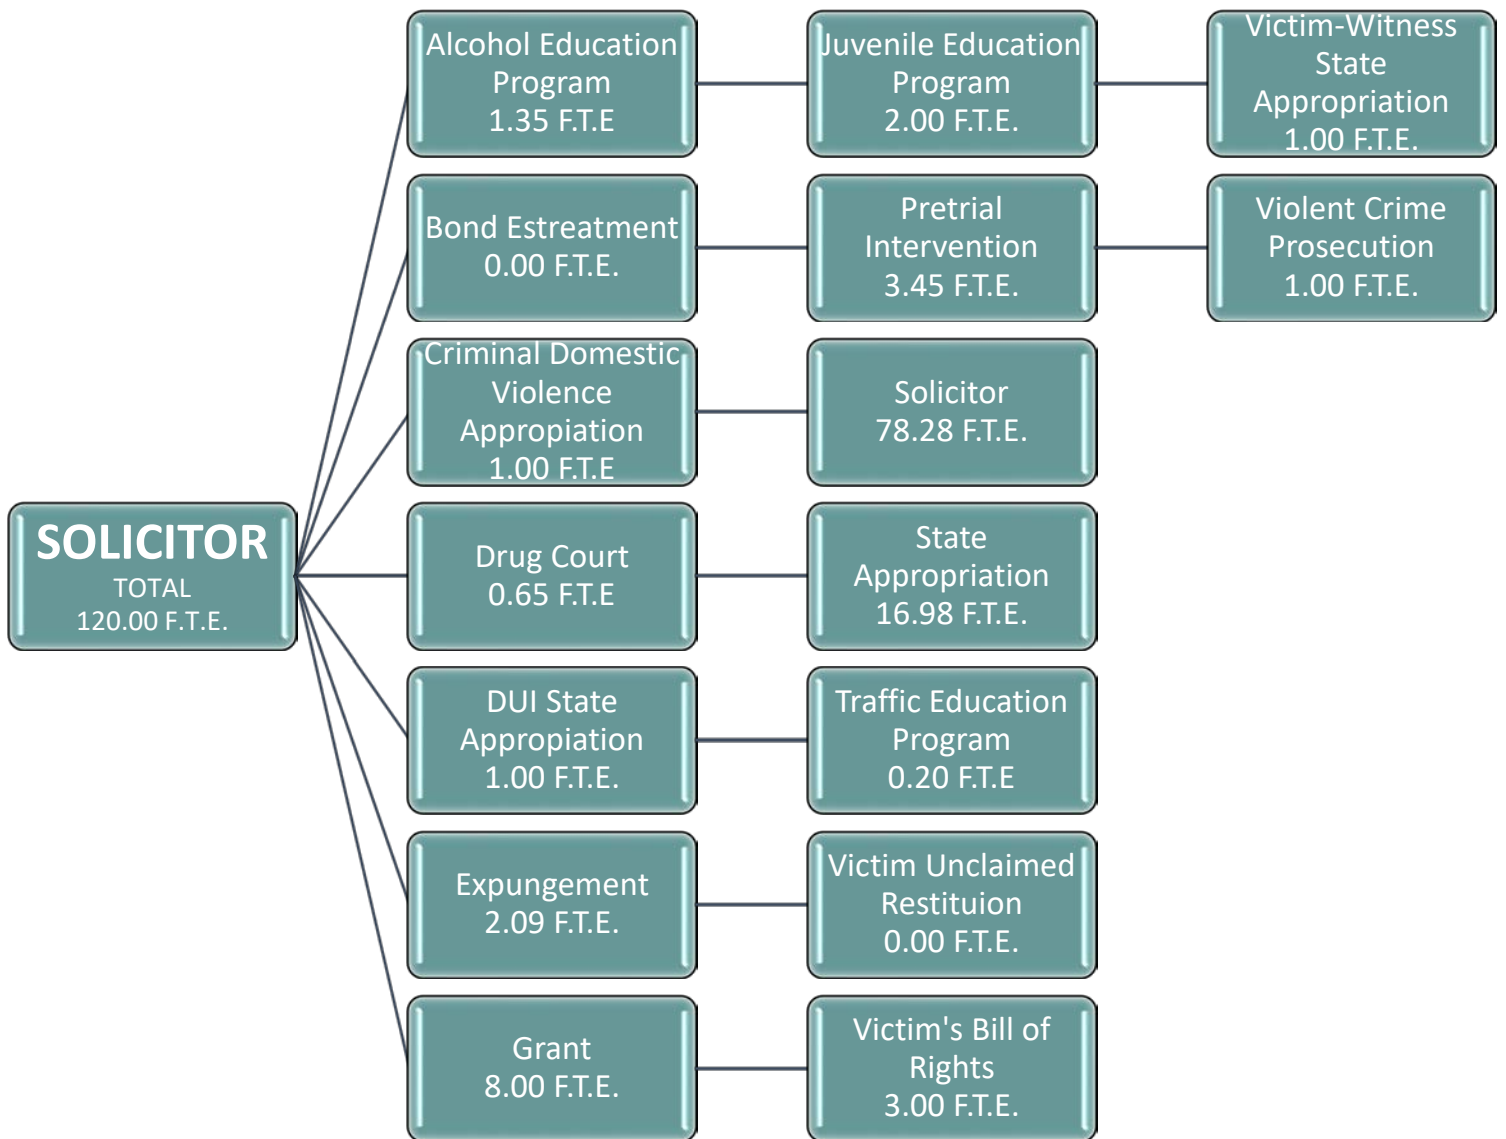 SOLICITOR
TOTAL
120.00 F.T.E.
Alcohol Education
Program
1.35 F.T.E
Juvenile Education
Program
2.00 F.T.E.
Victim-Witness
State
Appropriation
1.00 F.T.E.
Bond Estreatment
0.00 F.T.E.
Pretrial
Intervention
3.45 F.T.E.
Violent Crime
Prosecution
1.00 F.T.E.
Criminal Domestic
Violence
Appropiation
1.00 F.T.E
Solicitor
78.28 F.T.E.
Drug Court
0.65 F.T.E
State
Appropriation
16.98 F.T.E.
DUI State
Appropiation
1.00 F.T.E.
Traffic Education
Program
0.20 F.T.E
Expungement
2.09 F.T.E.
Victim Unclaimed
Restituion
0.00 F.T.E.
Grant
8.00 F.T.E.
Victim's Bill of
Rights
3.00 F.T.E.